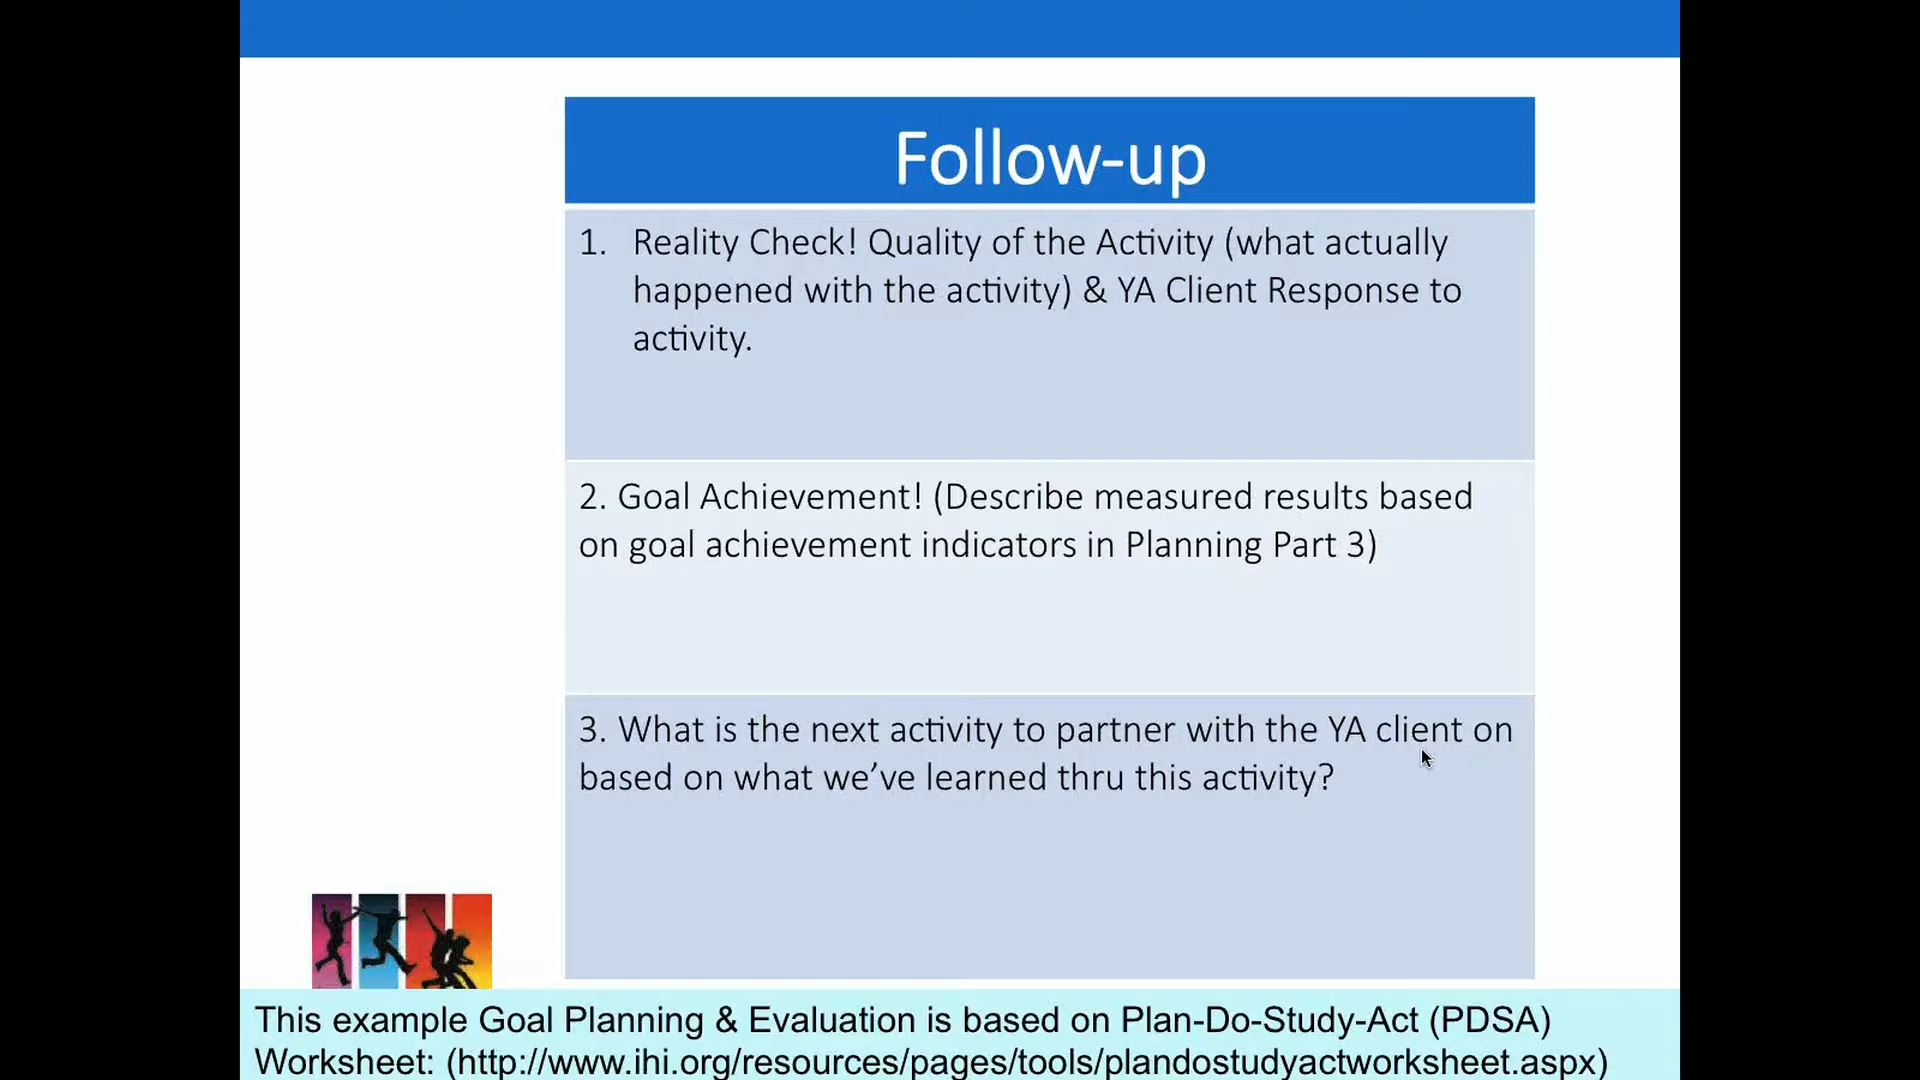 Follow-up
1. Reality Check! Quality of the Activity (what actually
happened with the activity) & YA Client Response to
activity.
2. Goal Achievement! (Describe measured results based
on goal achievement indicators in Planning Part 3)
3. What is the next activity to partner with the YA client on
based on what we’ve learned thru this activity?
This example Goal Planning & Evaluation is based on Plan-Do-Study-Act (PDSA)
Worksheet: (http://www.ihi.org/resources/pages/tools/plandostudyactworksheet.aspx)